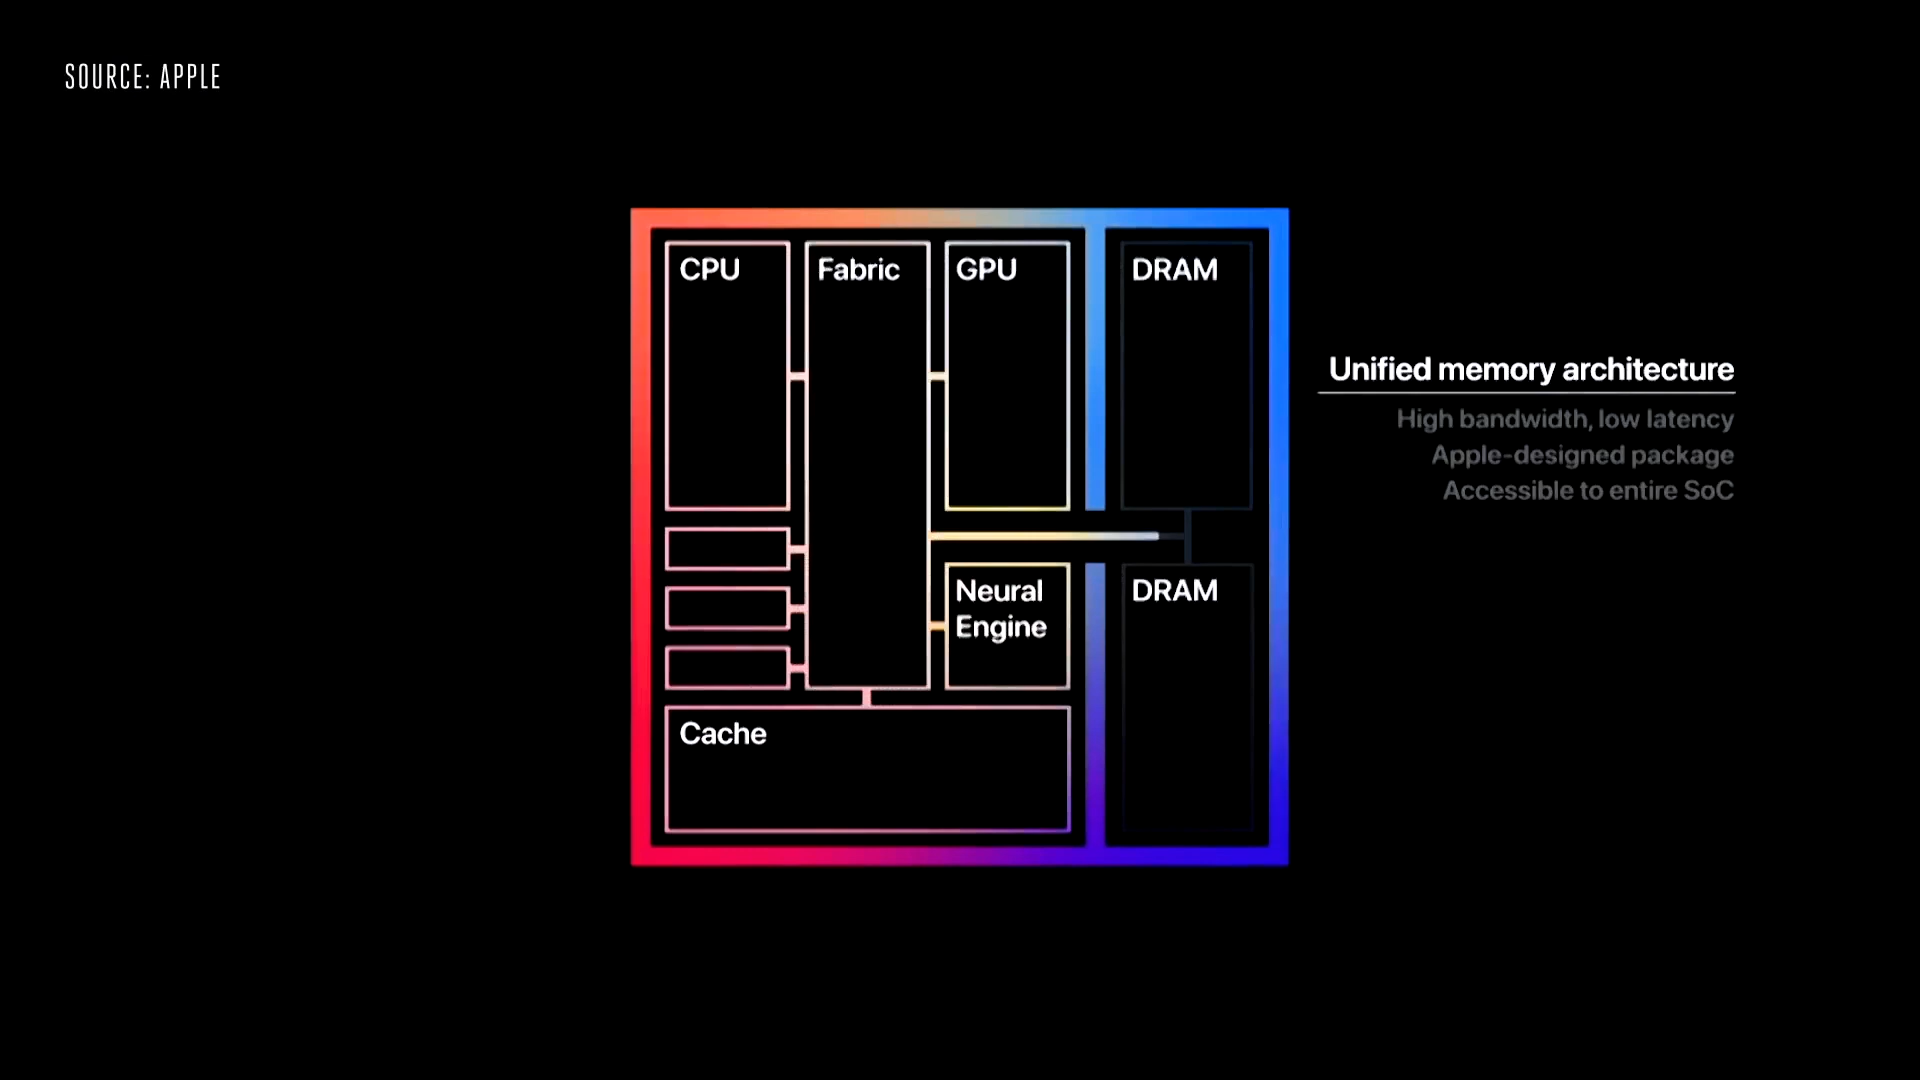 SOURCE: APPLE
CPU
Fabric
GPU
DRAM
Unified memory architecture
High bandwidth, low latency
Apple-designed package
Accessible to entire SoC
Neural
Engine
DRAM
Cache